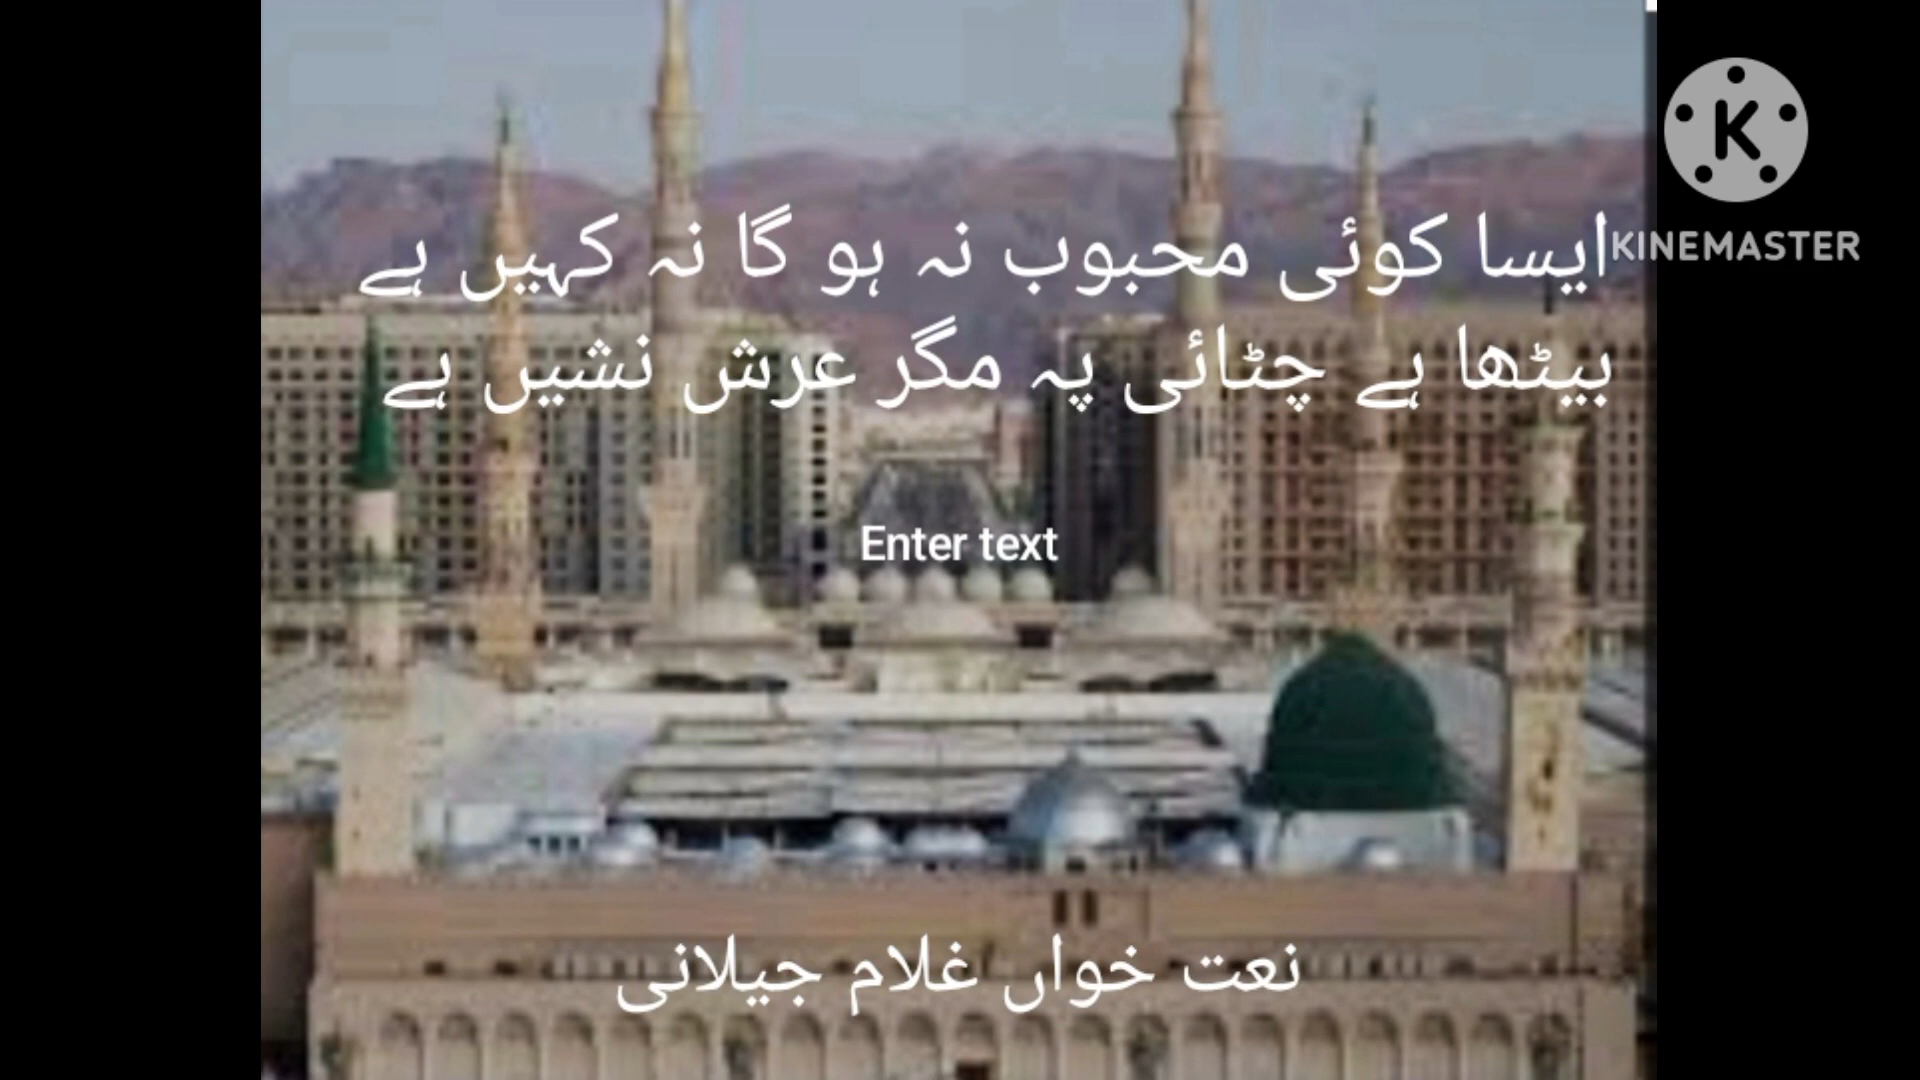 ایسا کوئی محبوب نہ ہو گا نہ کہیں ہے
بیٹھا ہے چٹائی پہ مگر عرش نشیں ہے
Enter text
نعت خواں غلام جیلانی
KINEMASTER